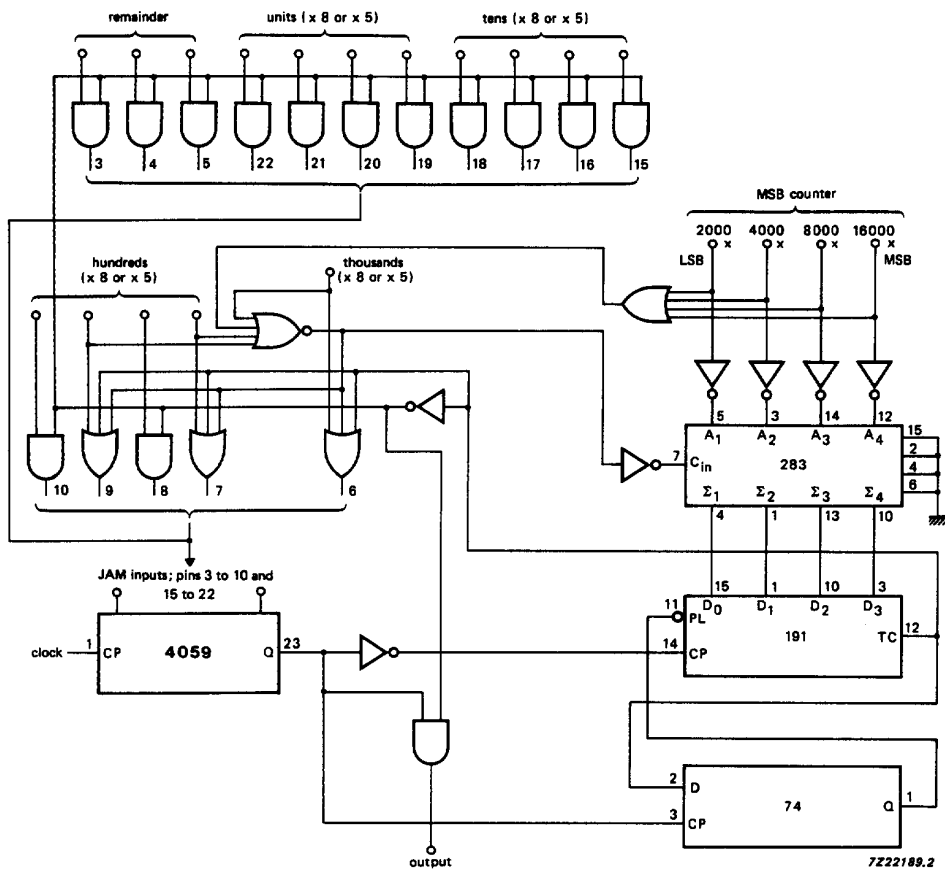 remainder
units (x 8 or x 5)
tens (x 8 or x 5)
3 4 5 22 21 20 19 18 17 16 15
MSB counter
2000 x 4000 x 8000 x 16000 x
LSB MSB
hundreds
(x 8 or x 5)
thousands
(x 8 or x 5)
5 3 14 12
A1 A2 A3 A4
15
2
4
6
7 Cin
283
Σ1 Σ2 Σ3 Σ4
4 1 13 10
10 9 8 7 6
JAM inputs; pins 3 to 10 and
15 to 22
15 1 10 3
D0 D1 D2 D3
11 PL
191
TC 12
14 CP
clock 1 CP 4059 Q 23
2 D
74
Q 1
3 CP
output
7Z22189.2